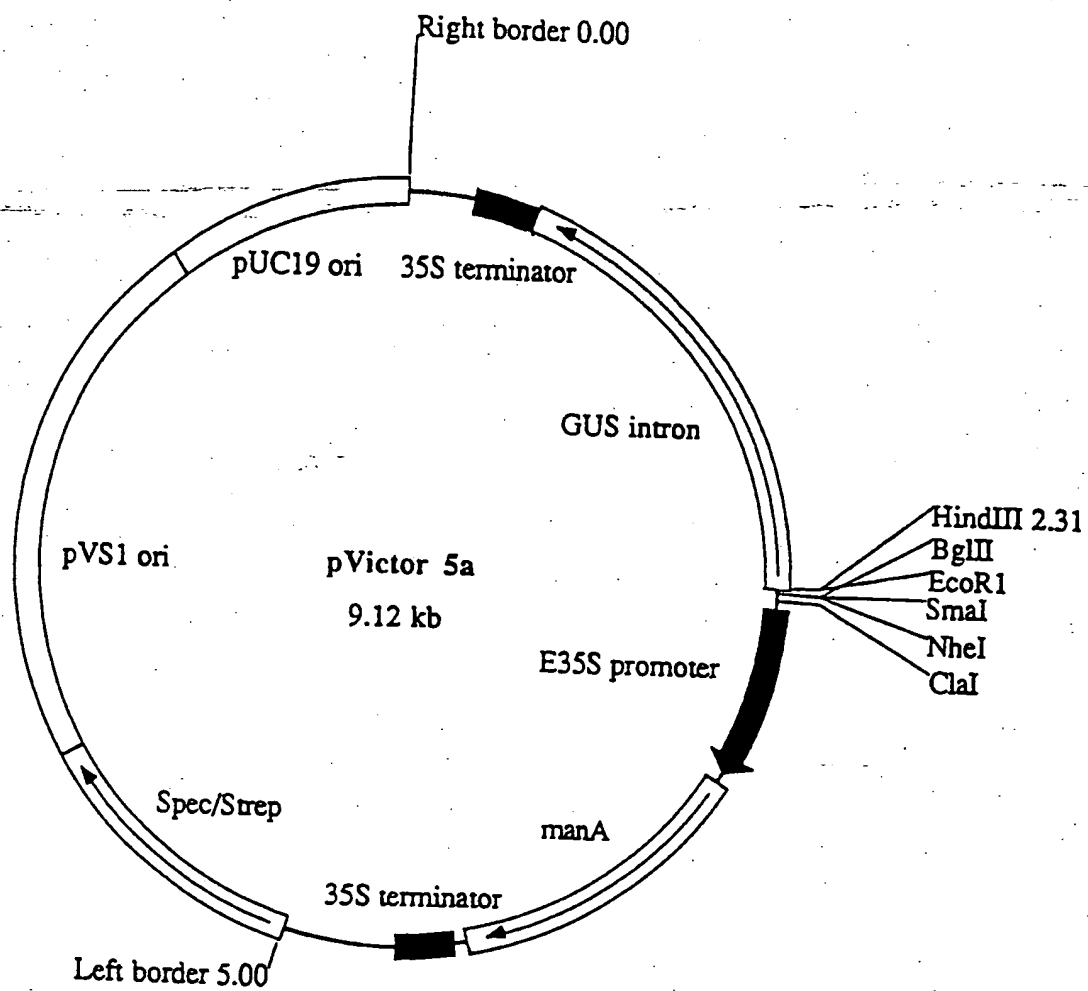 Right border 0.00
pUC19 ori
35S terminator
GUS intron
HindIII 2.31
BglII
EcoR1
SmaI
NheI
ClaI
pVS1 ori
pVictor 5a
9.12 kb
E35S promoter
Spec/Strep
manA
35S terminator
Left border 5.00